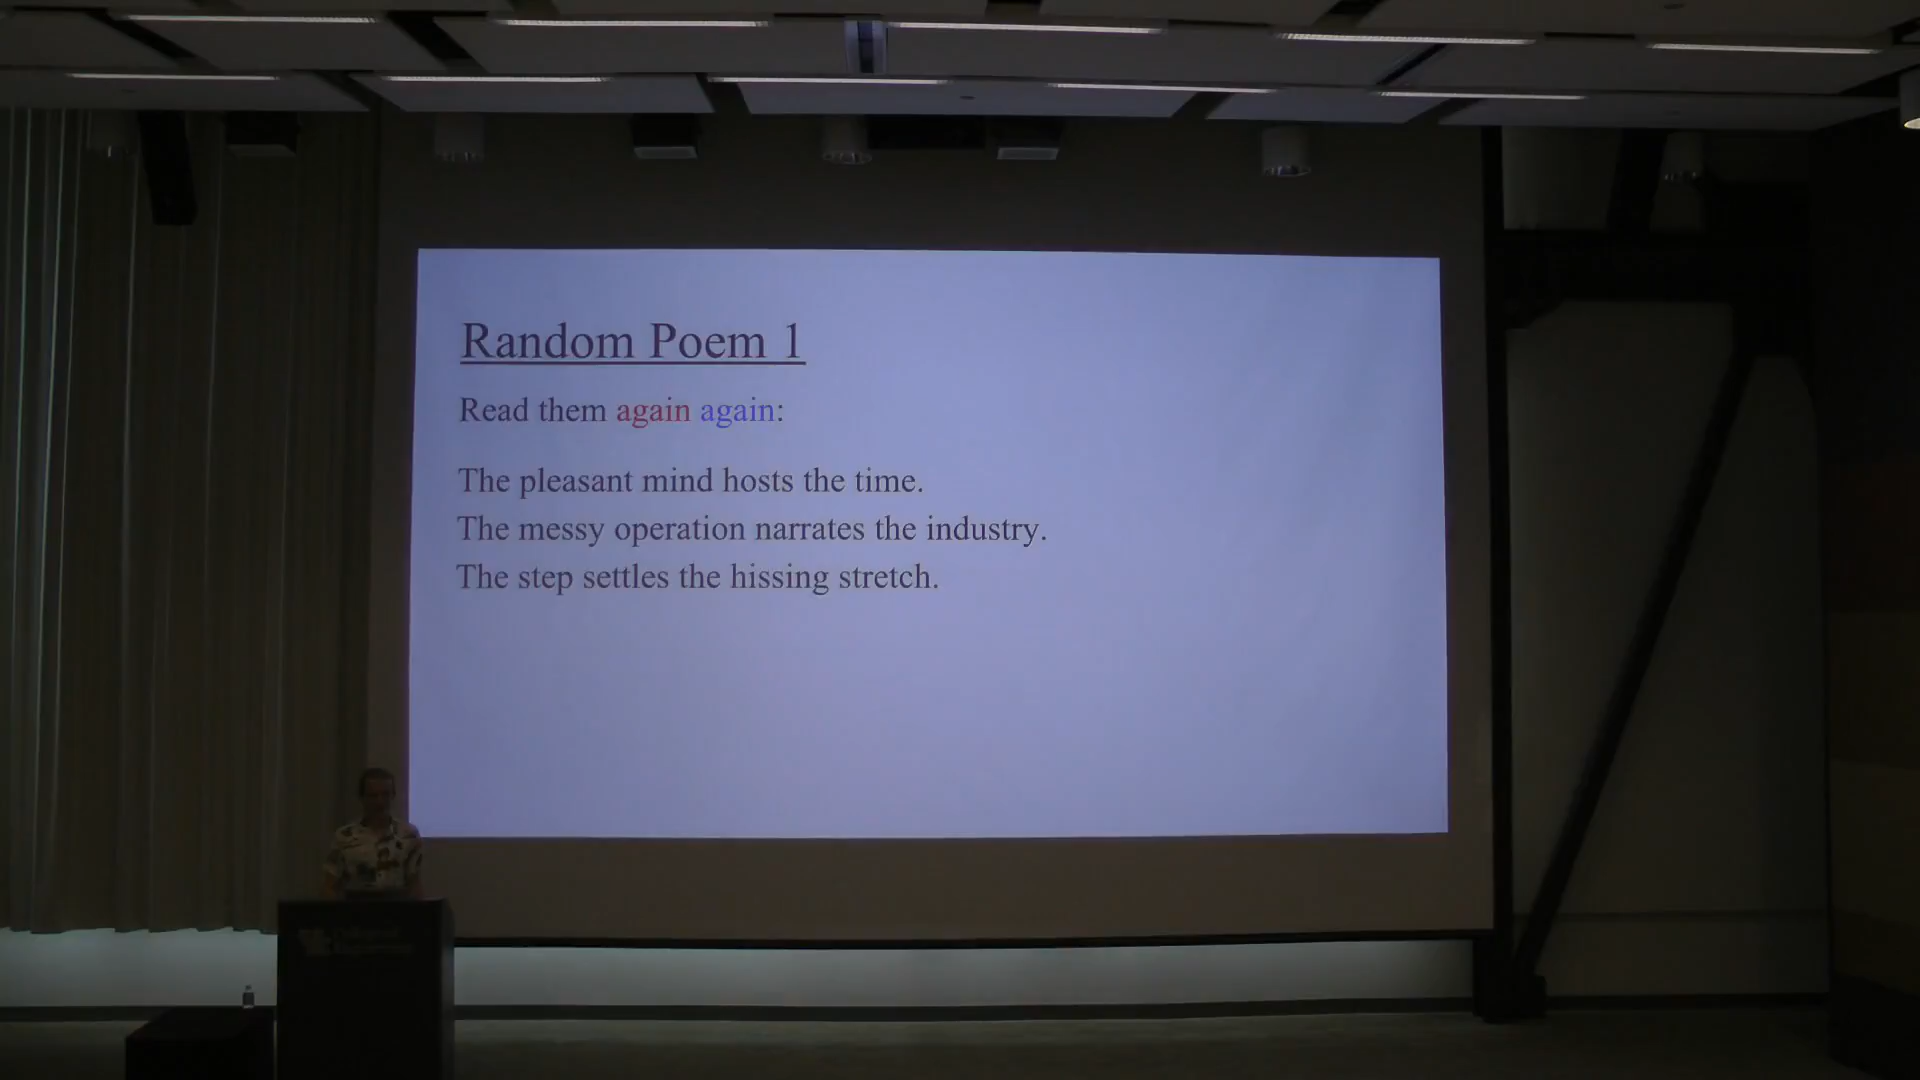 Random Poem 1
Read them again again:
The pleasant mind hosts the time.
The messy operation narrates the industry.
The step settles the hissing stretch.